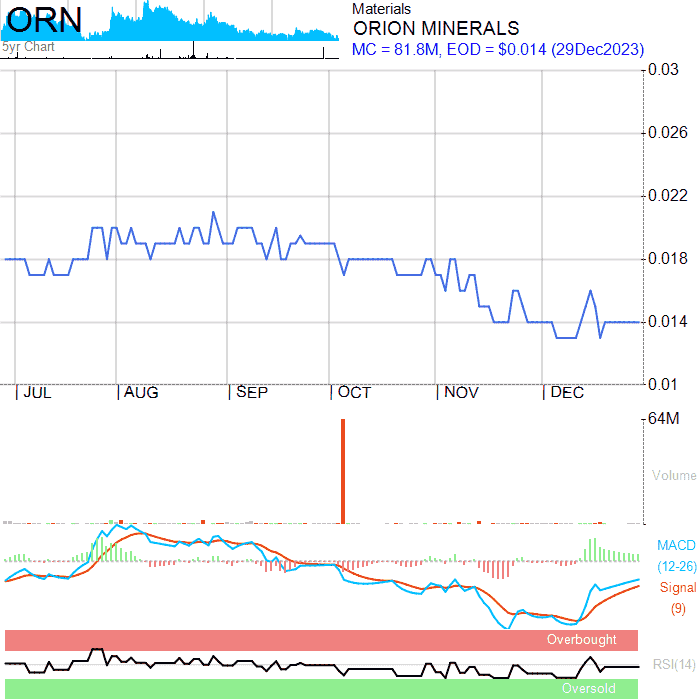 ORN
5yr Chart
Materials
ORION MINERALS
MC = 81.8M, EOD = $0.014 (29Dec2023)
0.03
0.026
0.022
0.018
0.014
0.01
JUL AUG SEP OCT NOV DEC
64M
Volume
MACD
(12-26)
Signal
(9)
Overbought
RSI(14)
Oversold